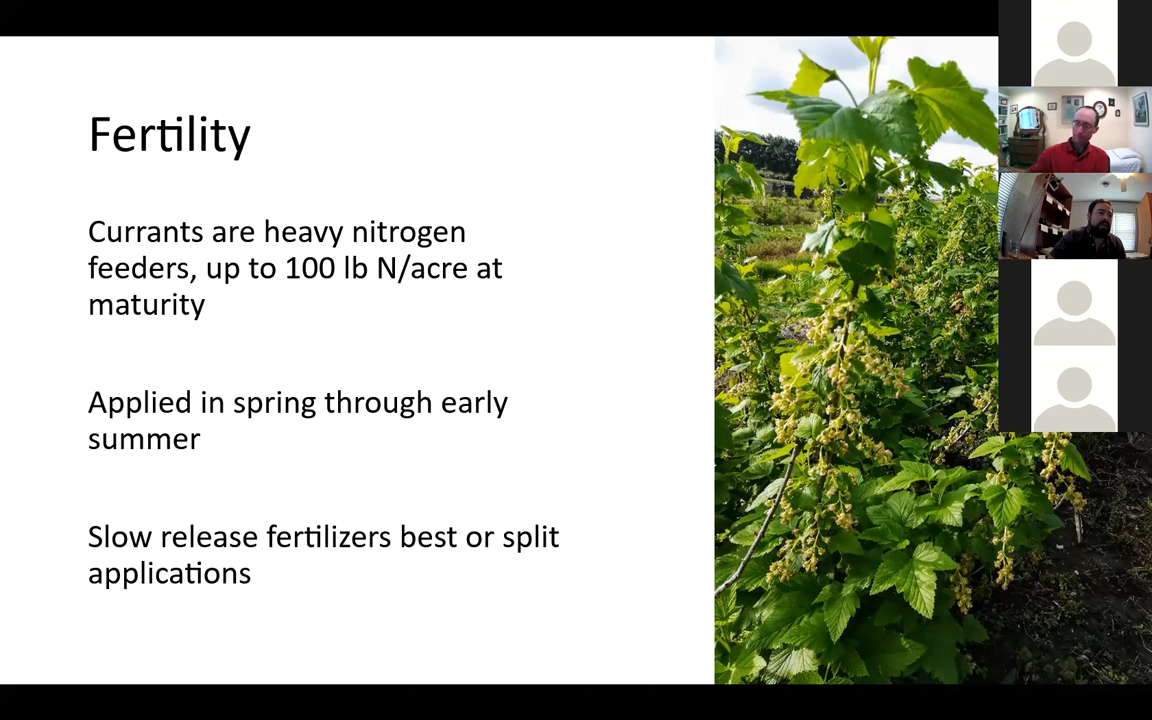 Fertility
Currants are heavy nitrogen
feeders, up to 100 lb N/acre at
maturity
Applied in spring through early
summer
Slow release fertilizers best or split
applications